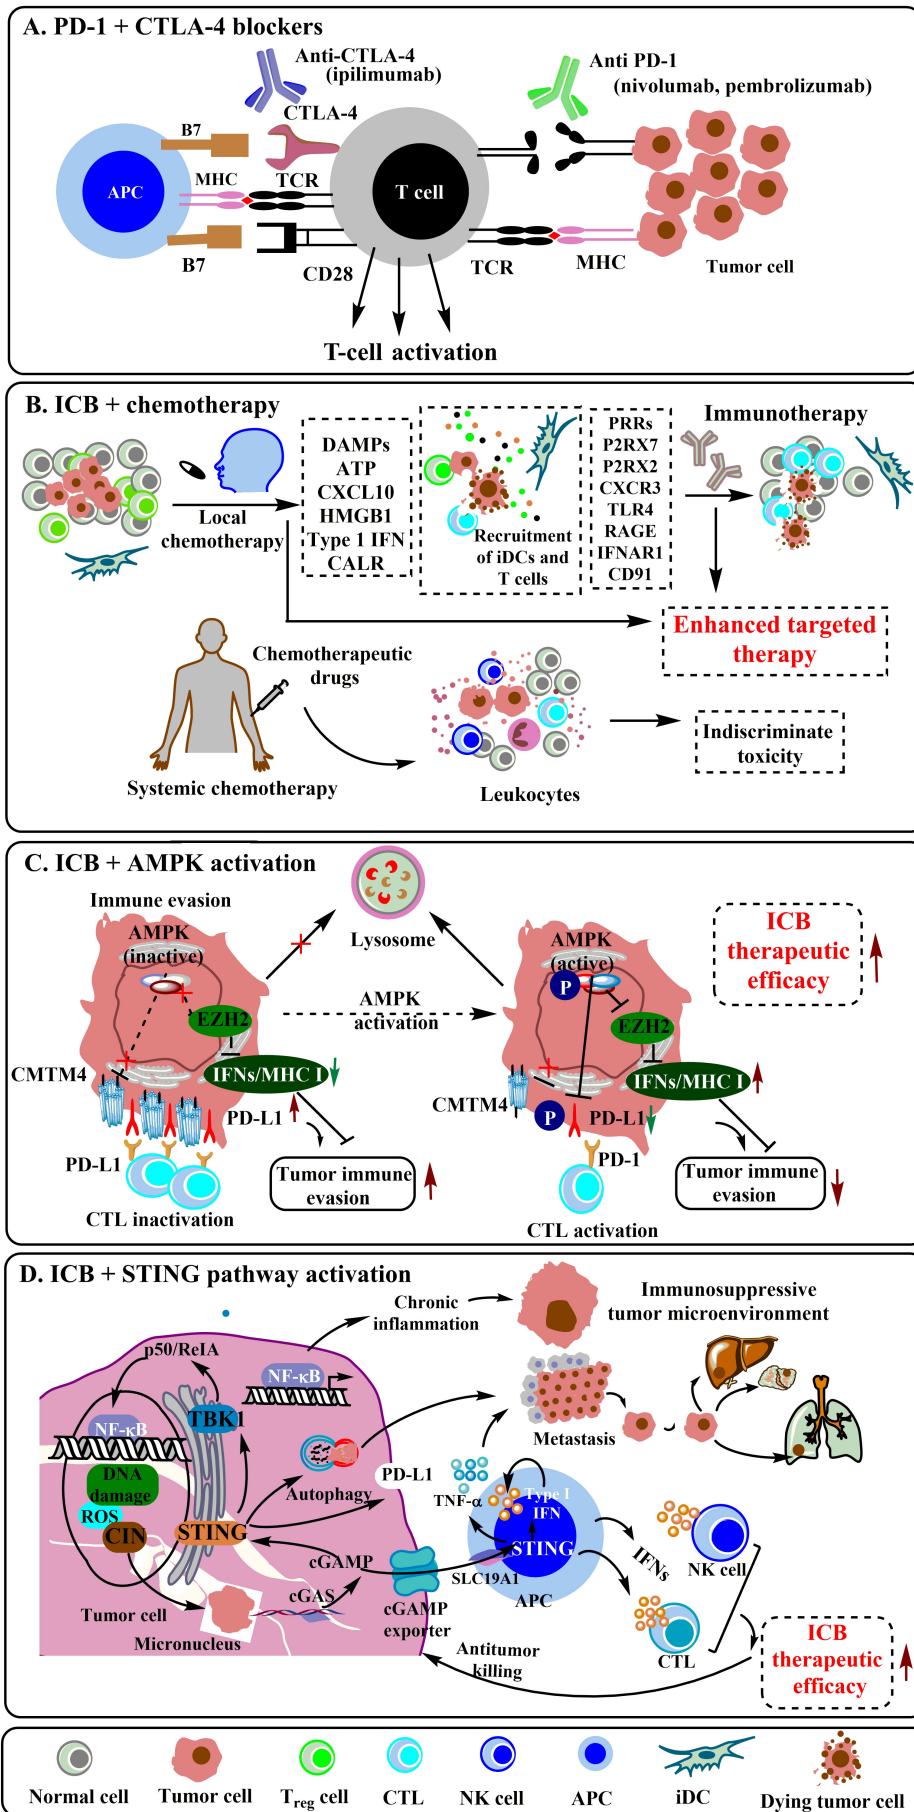 A. PD-1 + CTLA-4 blockers
Anti-CTLA-4
(ipilimumab)
Anti PD-1
(nivolumab, pembrolizumab)
CTLA-4
B7
MHC
TCR
APC
T cell
B7
CD28
TCR
MHC
Tumor cell
T-cell activation
B. ICB + chemotherapy
Local
chemotherapy
DAMPs
ATP
CXCL10
HMGB1
Type 1 IFN
CALR
Recruitment
of iDCs and
T cells
PRRs
P2RX7
P2RX2
CXCR3
TLR4
RAGE
IFNAR1
CD91
Immunotherapy
Enhanced targeted
therapy
Chemotherapeutic
drugs
Systemic chemotherapy
Leukocytes
Indiscriminate
toxicity
C. ICB + AMPK activation
Immune evasion
AMPK
(inactive)
EZH2
CMTM4
IFNs/MHC I
PD-L1
PD-L1
CTL inactivation
Tumor immune
evasion
Lysosome
AMPK
activation
AMPK
(active)
P
EZH2
IFNs/MHC I
CMTM4
P
PD-L1
PD-1
CTL activation
Tumor immune
evasion
ICB
therapeutic
efficacy
D. ICB + STING pathway activation
Chronic
inflammation
Immunosuppressive
tumor microenvironment
p50/ReIA
NF-κB
NF-κB
TBK1
DNA
damage
ROS
CIN
STING
Autophagy
PD-L1
Metastasis
TNF-α
Type I
IFN
STING
SLC19A1
APC
IFNs
NK cell
CTL
cGAMP
cGAS
cGAMP
exporter
Tumor cell
Micronucleus
Antitumor
killing
ICB
therapeutic
efficacy
Normal cell
Tumor cell
Treg cell
CTL
NK cell
APC
iDC
Dying tumor cell